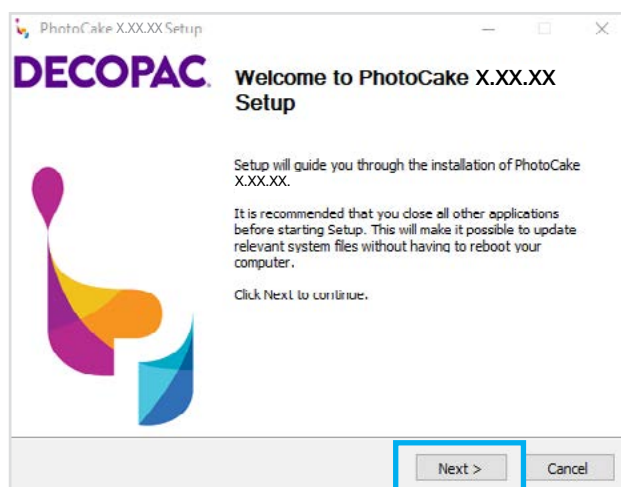 PhotoCake X.XX.XX Setup
DECOPAC
Welcome to PhotoCake X.XX.XX
Setup
Setup will guide you through the installation of PhotoCake
X.XX.XX.
It is recommended that you close all other applications
before starting Setup. This will make it possible to update
relevant system files without having to reboot your
computer.
Click Next to continue.
Next >
Cancel